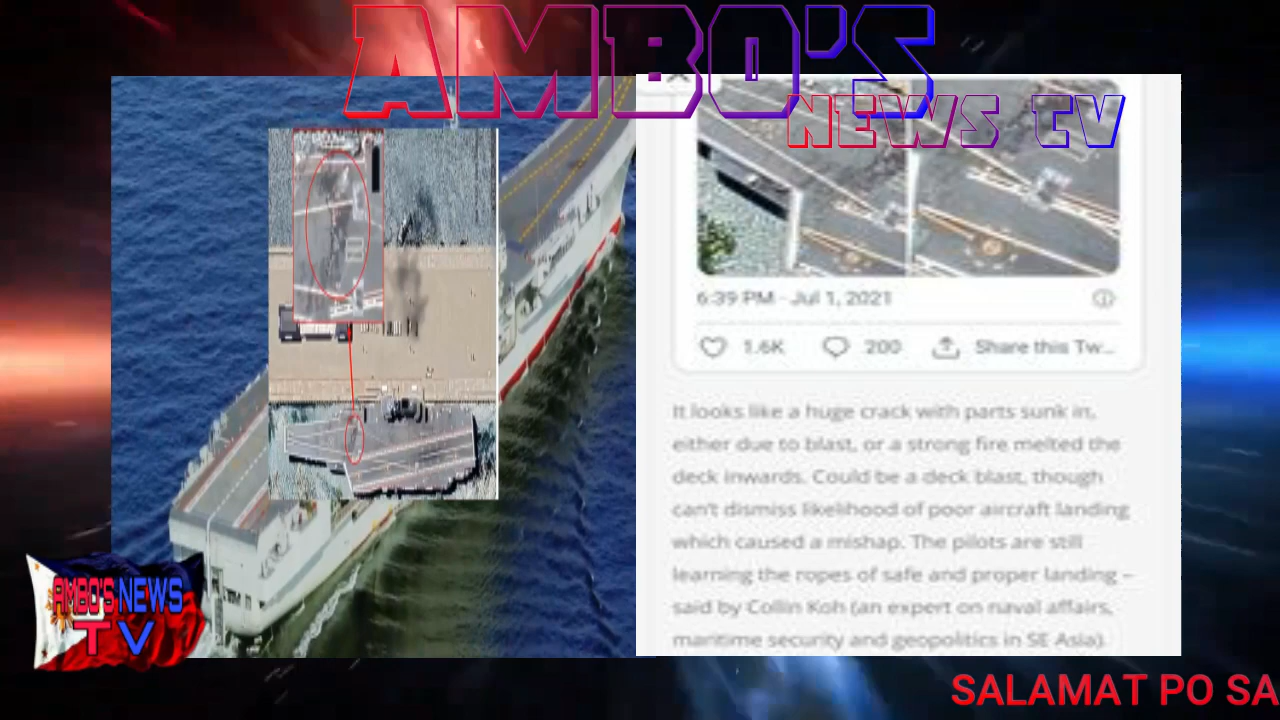 AMBO'S
NEWS TV
6:39 PM · Jul 1, 2021
1.6K 200 Share this Tw...
It looks like a huge crack with parts sunk in,
either due to blast, or a strong fire melted the
deck inwards. Could be a deck blast, though
can't dismiss likelihood of poor aircraft landing
which caused a mishap. The pilots are still
learning the ropes of safe and proper landing –
said by Collin Koh (an expert on naval affairs,
maritime security and geopolitics in SE Asia).
AMBO'S NEWS
TV
SALAMAT PO SA